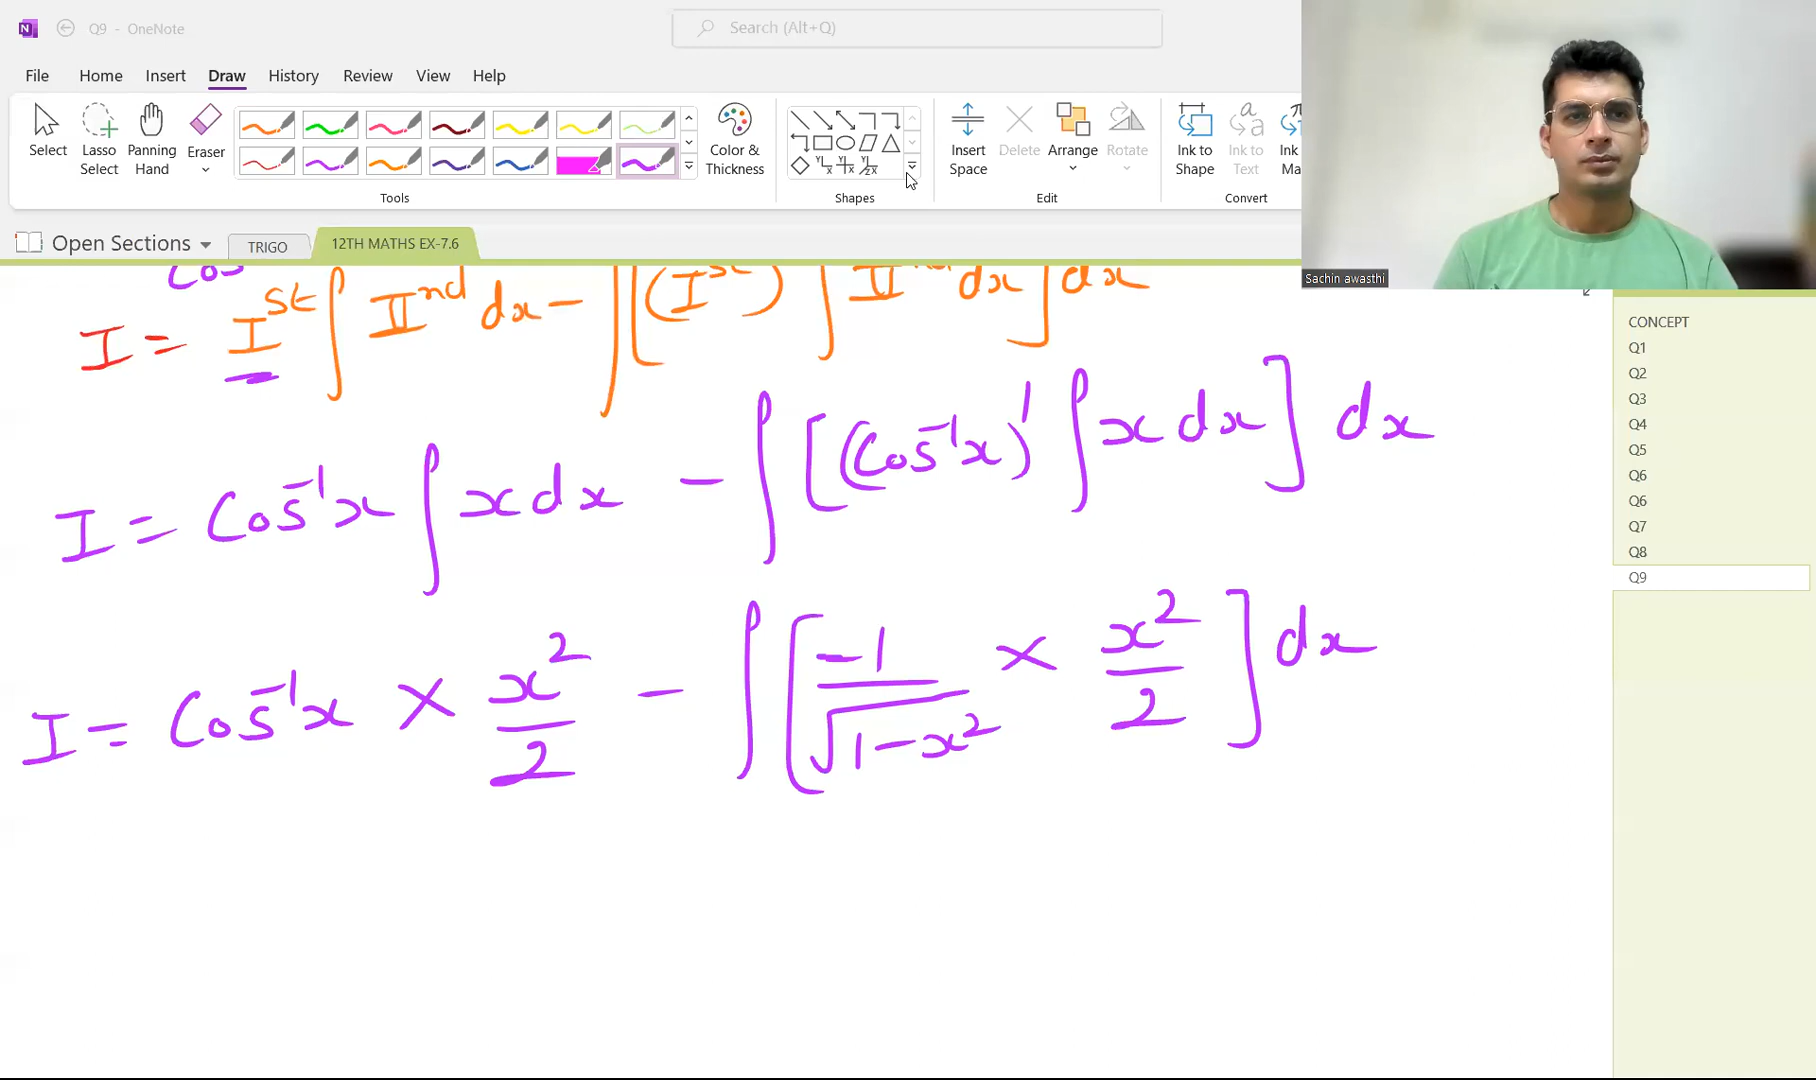 Q9 - OneNote
Search (Alt+Q)
File Home Insert Draw History Review View Help
Select Lasso Select Panning Hand Eraser Color & Thickness Insert Space Delete Arrange Rotate Ink to Shape Ink to Text Ink Ma
Tools Shapes Edit Convert
Open Sections TRIGO 12TH MATHS EX-7.6
Sachin awasthi
Cos
I = I^st ∫ II^nd dx - ∫[(I^st)' ∫ II^nd dx] dx
I = Cos⁻¹x ∫ x dx - ∫[(Cos⁻¹x)' ∫ x dx] dx
I = Cos⁻¹x × x²/2 - ∫[-1/√(1-x²) × x²/2] dx
CONCEPT
Q1
Q2
Q3
Q4
Q5
Q6
Q6
Q7
Q8
Q9